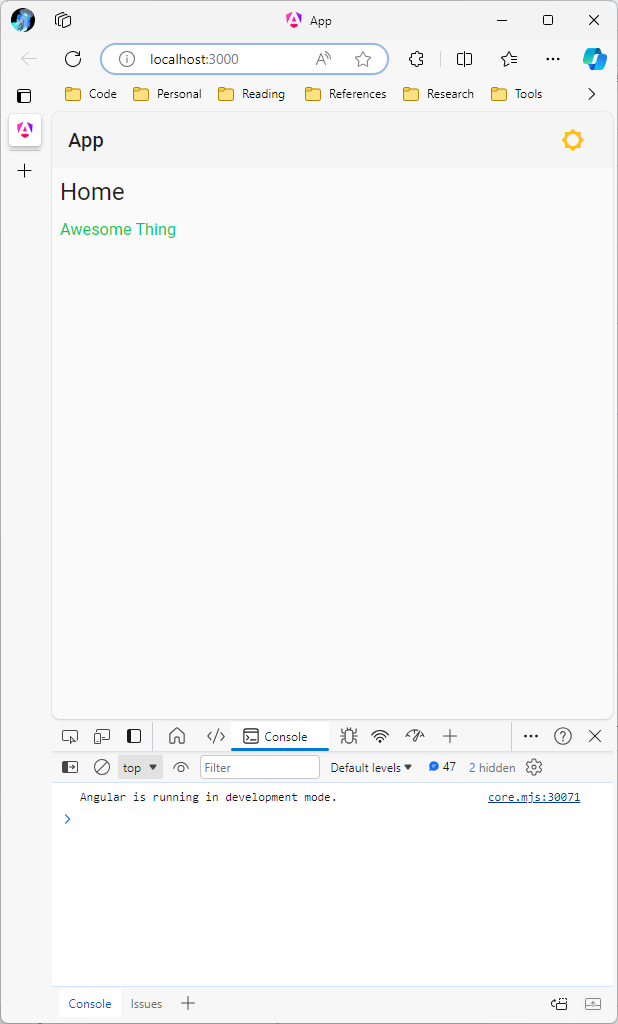 App
localhost:3000
Code Personal Reading References Research Tools
App
Home
Awesome Thing
Console
top Filter Default levels 47 2 hidden
Angular is running in development mode. core.mjs:30071
Console Issues